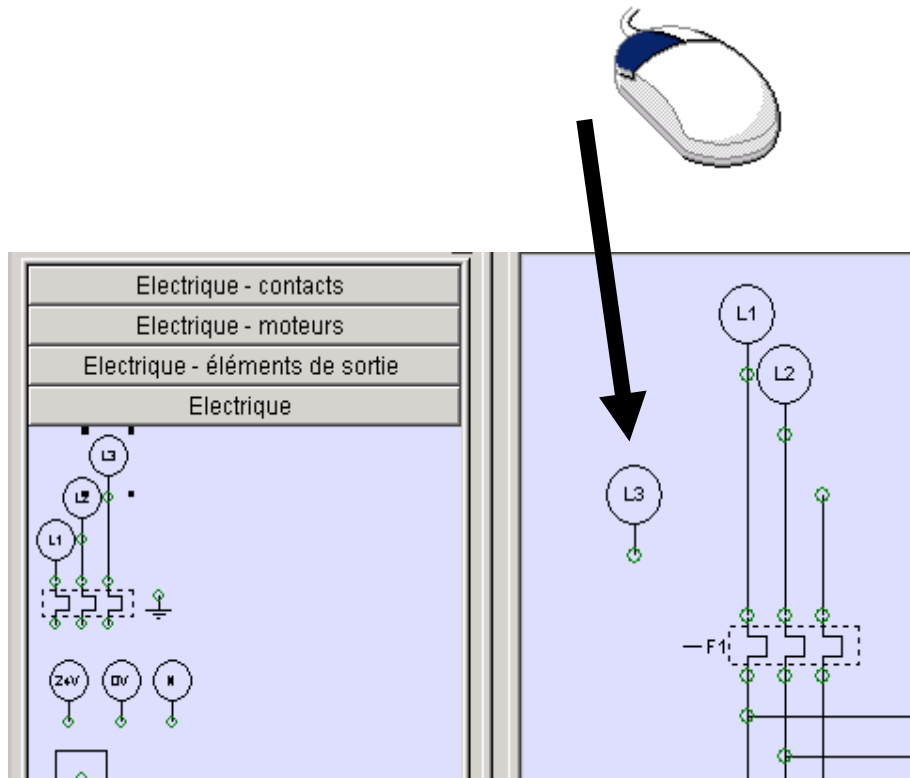 Electrique - contacts
Electrique - moteurs
Electrique - éléments de sortie
Electrique
L3
L2
L1
24V 0V N
L1
L2
L3
F1